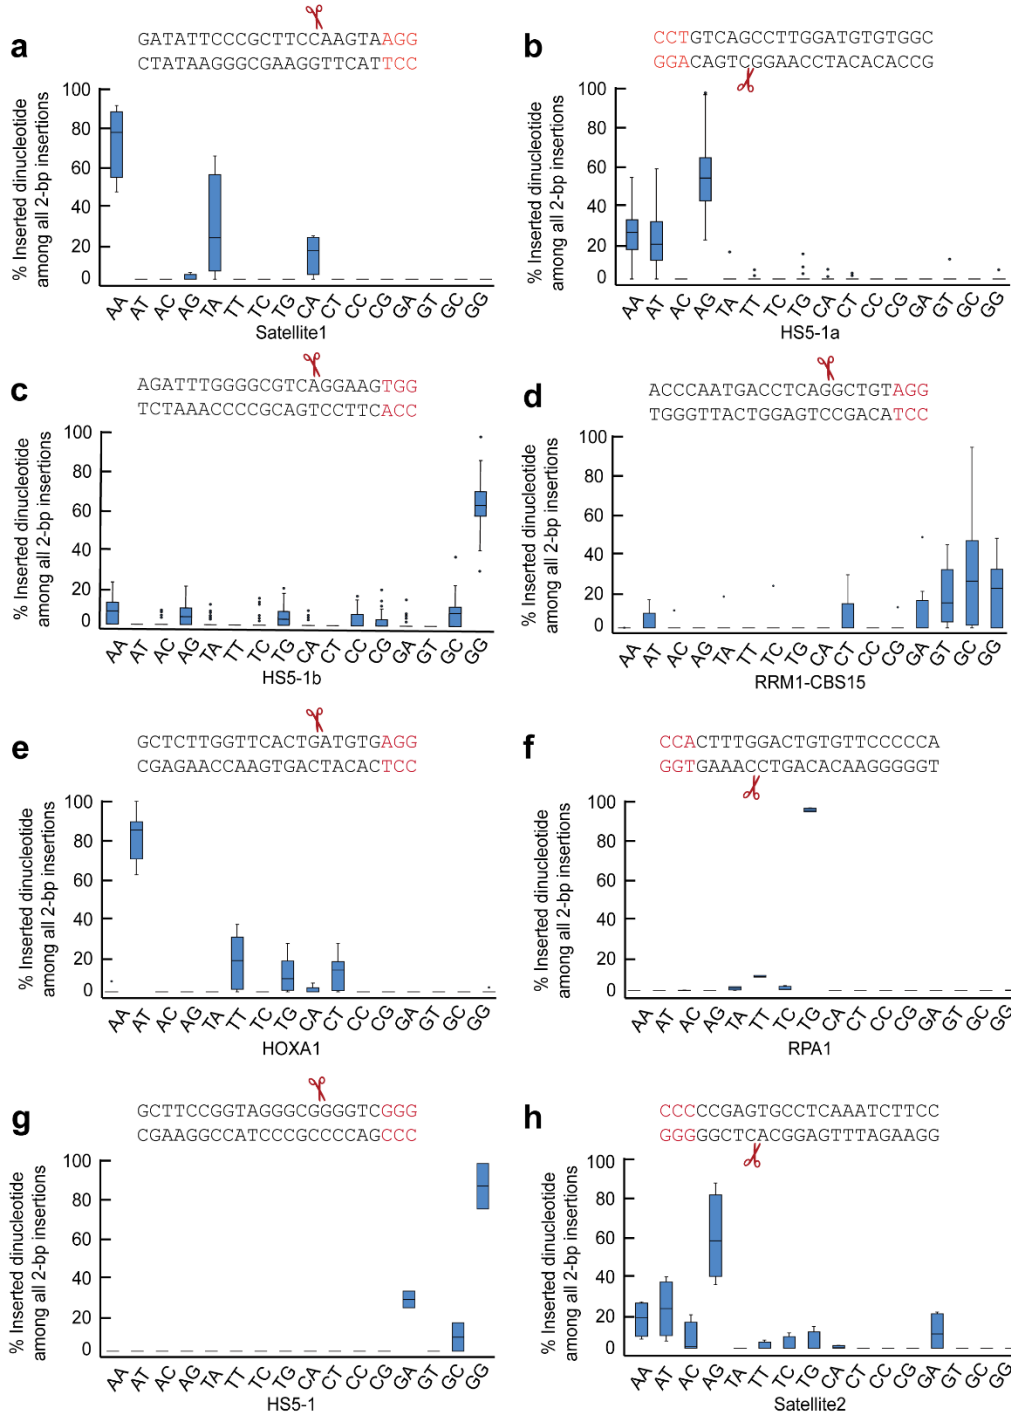 a
GATATTCCCGCTTCCAAGTAAGG
CTATAAGGGCGAAGGTTCATTCC
% Inserted dinucleotide
among all 2-bp insertions
100
80
60
40
20
0
AA AT AC AG TA TT TC TG CA CT CC CG GA GT GC GG
Satellite1
b
CCTGTCAGCCTTGGATGTGTGGC
GGACAGTCGGAACCTACACACCG
% Inserted dinucleotide
among all 2-bp insertions
100
80
60
40
20
0
AA AT AC AG TA TT TC TG CA CT CC CG GA GT GC GG
HS5-1a
c
AGATTTGGGGCGTCAGGAAGTGG
TCTAAACCCCGCAGTCCTTCACC
% Inserted dinucleotide
among all 2-bp insertions
100
80
60
40
20
0
AA AT AC AG TA TT TC TG CA CT CC CG GA GT GC GG
HS5-1b
d
ACCCAATGACCTCAGGCTGTAGG
TGGGTTACTGGAGTCCGACATCC
% Inserted dinucleotide
among all 2-bp insertions
100
80
60
40
20
0
AA AT AC AG TA TT TC TG CA CT CC CG GA GT GC GG
RRM1-CBS15
e
GCTCTTGGTTCACTGATGTGAGG
CGAGAACCAAGTGACTACACTCC
% Inserted dinucleotide
among all 2-bp insertions
100
80
60
40
20
0
AA AT AC AG TA TT TC TG CA CT CC CG GA GT GC GG
HOXA1
f
CCACTTTGGACTGTGTTCCCCCA
GGTGAAACCTGACACAAGGGGGT
% Inserted dinucleotide
among all 2-bp insertions
100
80
60
40
20
0
AA AT AC AG TA TT TC TG CA CT CC CG GA GT GC GG
RPA1
g
GCTTCCGGTAGGGCGGGGTCGGG
CGAAGGCCATCCCGCCCCAGCCC
% Inserted dinucleotide
among all 2-bp insertions
100
80
60
40
20
0
AA AT AC AG TA TT TC TG CA CT CC CG GA GT GC GG
HS5-1
h
CCCCCGAGTGCCTCAAATCTTCC
GGGGGCTCACGGAGTTTAGAAGG
% Inserted dinucleotide
among all 2-bp insertions
100
80
60
40
20
0
AA AT AC AG TA TT TC TG CA CT CC CG GA GT GC GG
Satellite2